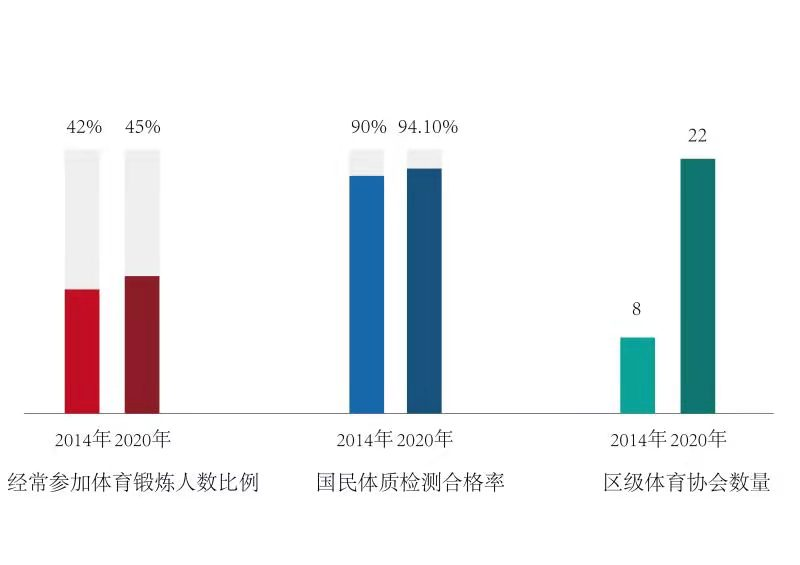 42% 45%
90% 94.10%
22
8
2014年 2020年
2014年 2020年
2014年 2020年
经常参加体育锻炼人数比例
国民体质检测合格率
区级体育协会数量